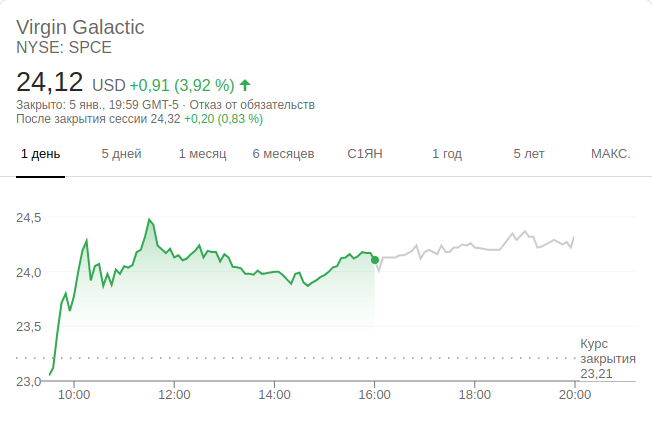 Virgin Galactic
NYSE: SPCE
24,12 USD +0,91 (3,92 %)
Закрыто: 5 янв., 19:59 GMT-5 · Отказ от обязательств
После закрытия сессии 24,32 +0,20 (0,83 %)
1 день 5 дней 1 месяц 6 месяцев С1ЯН 1 год 5 лет МАКС.
24,5
24,0
23,5
Курс
закрытия
23,21
23,0
10:00 12:00 14:00 16:00 18:00 20:00